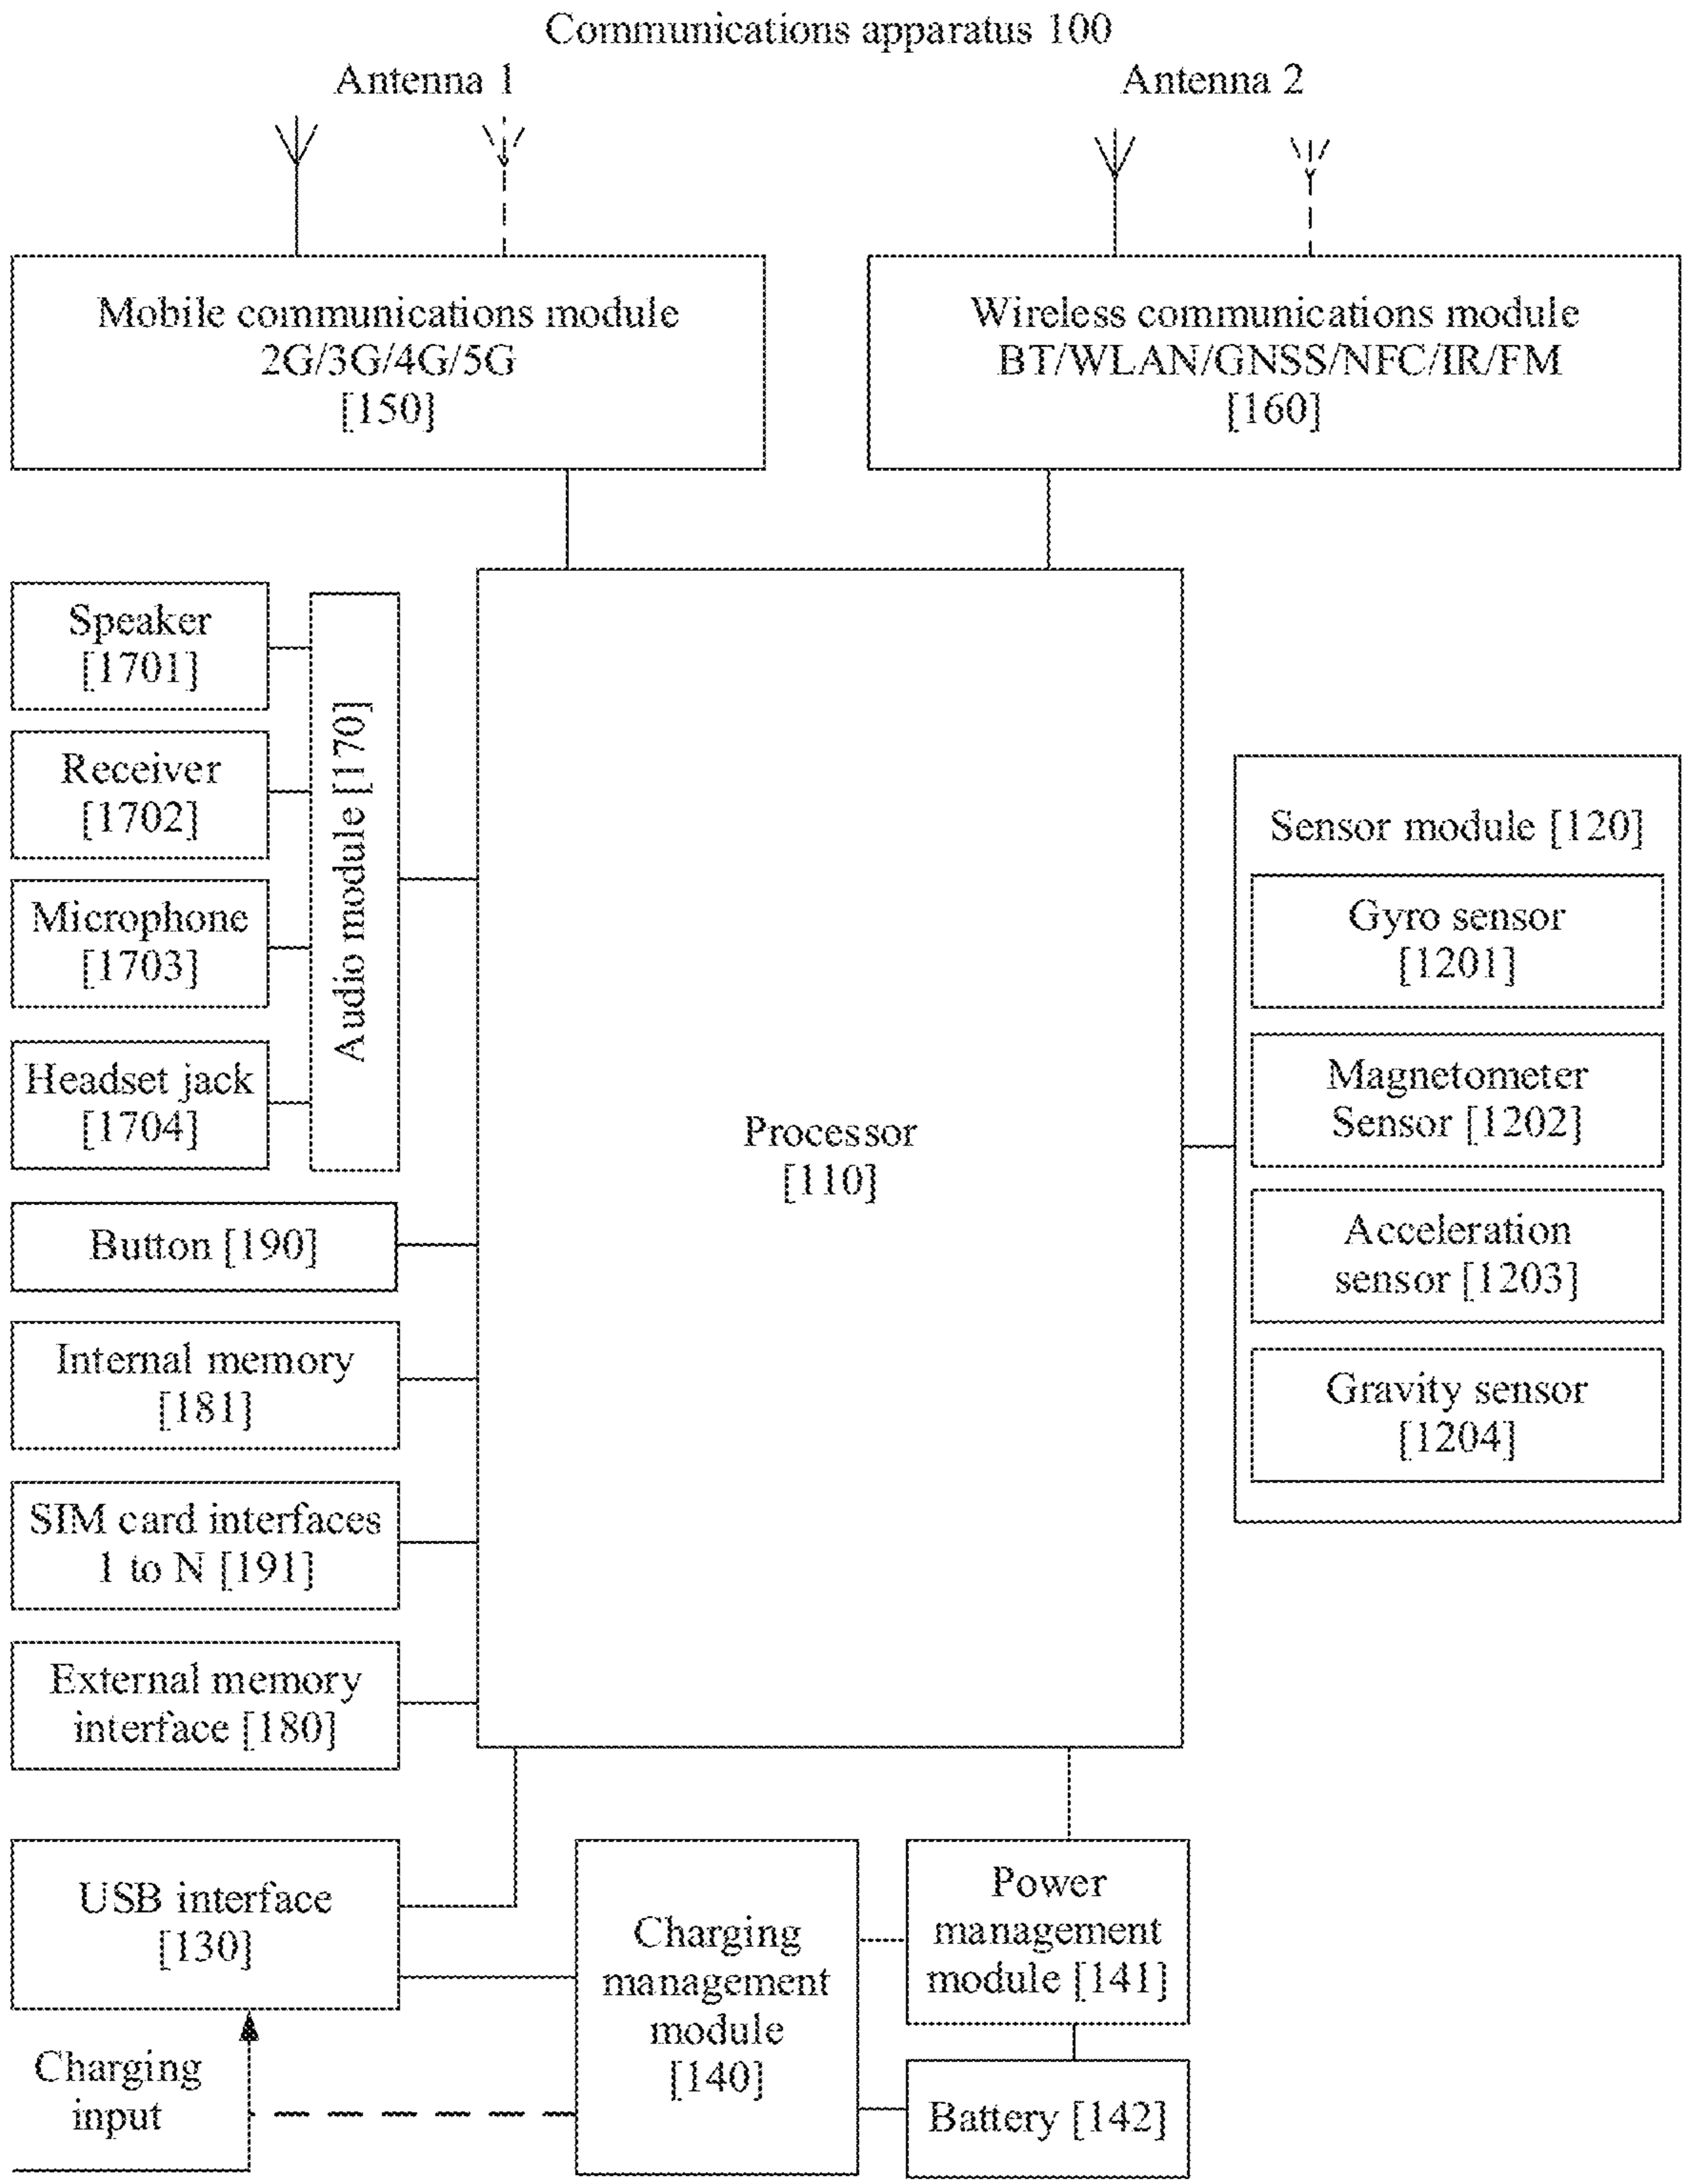 Communications apparatus 100
Antenna 1
Antenna 2
Mobile communications module
2G/3G/4G/5G
[150]
Wireless communications module
BT/WLAN/GNSS/NFC/IR/FM
[160]
Speaker
[1701]
Receiver
[1702]
Microphone
[1703]
Headset jack
[1704]
Audio module [170]
Button [190]
Internal memory
[181]
SIM card interfaces
1 to N [191]
External memory
interface [180]
Processor
[110]
Sensor module [120]
Gyro sensor
[1201]
Magnetometer
Sensor [1202]
Acceleration
sensor [1203]
Gravity sensor
[1204]
USB interface
[130]
Charging
input
Charging
management
module
[140]
Power
management
module [141]
Battery [142]